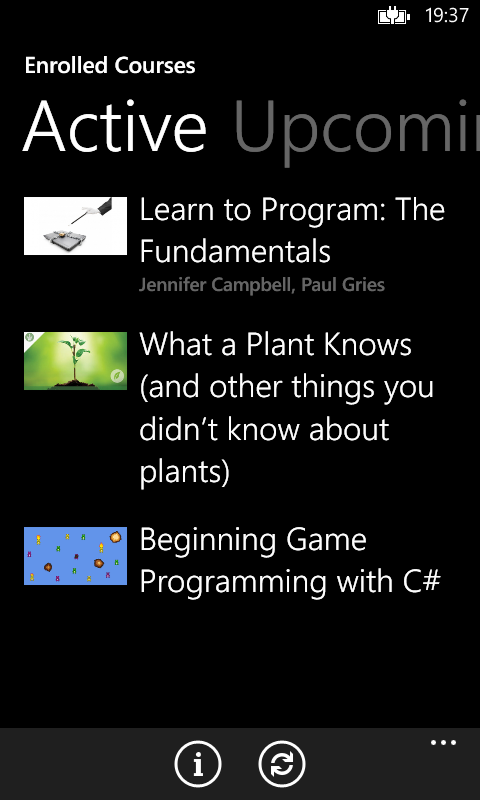 19:37
Enrolled Courses
Active Upcomin
Learn to Program: The
Fundamentals
Jennifer Campbell, Paul Gries
What a Plant Knows
(and other things you
didn’t know about
plants)
Beginning Game
Programming with C#